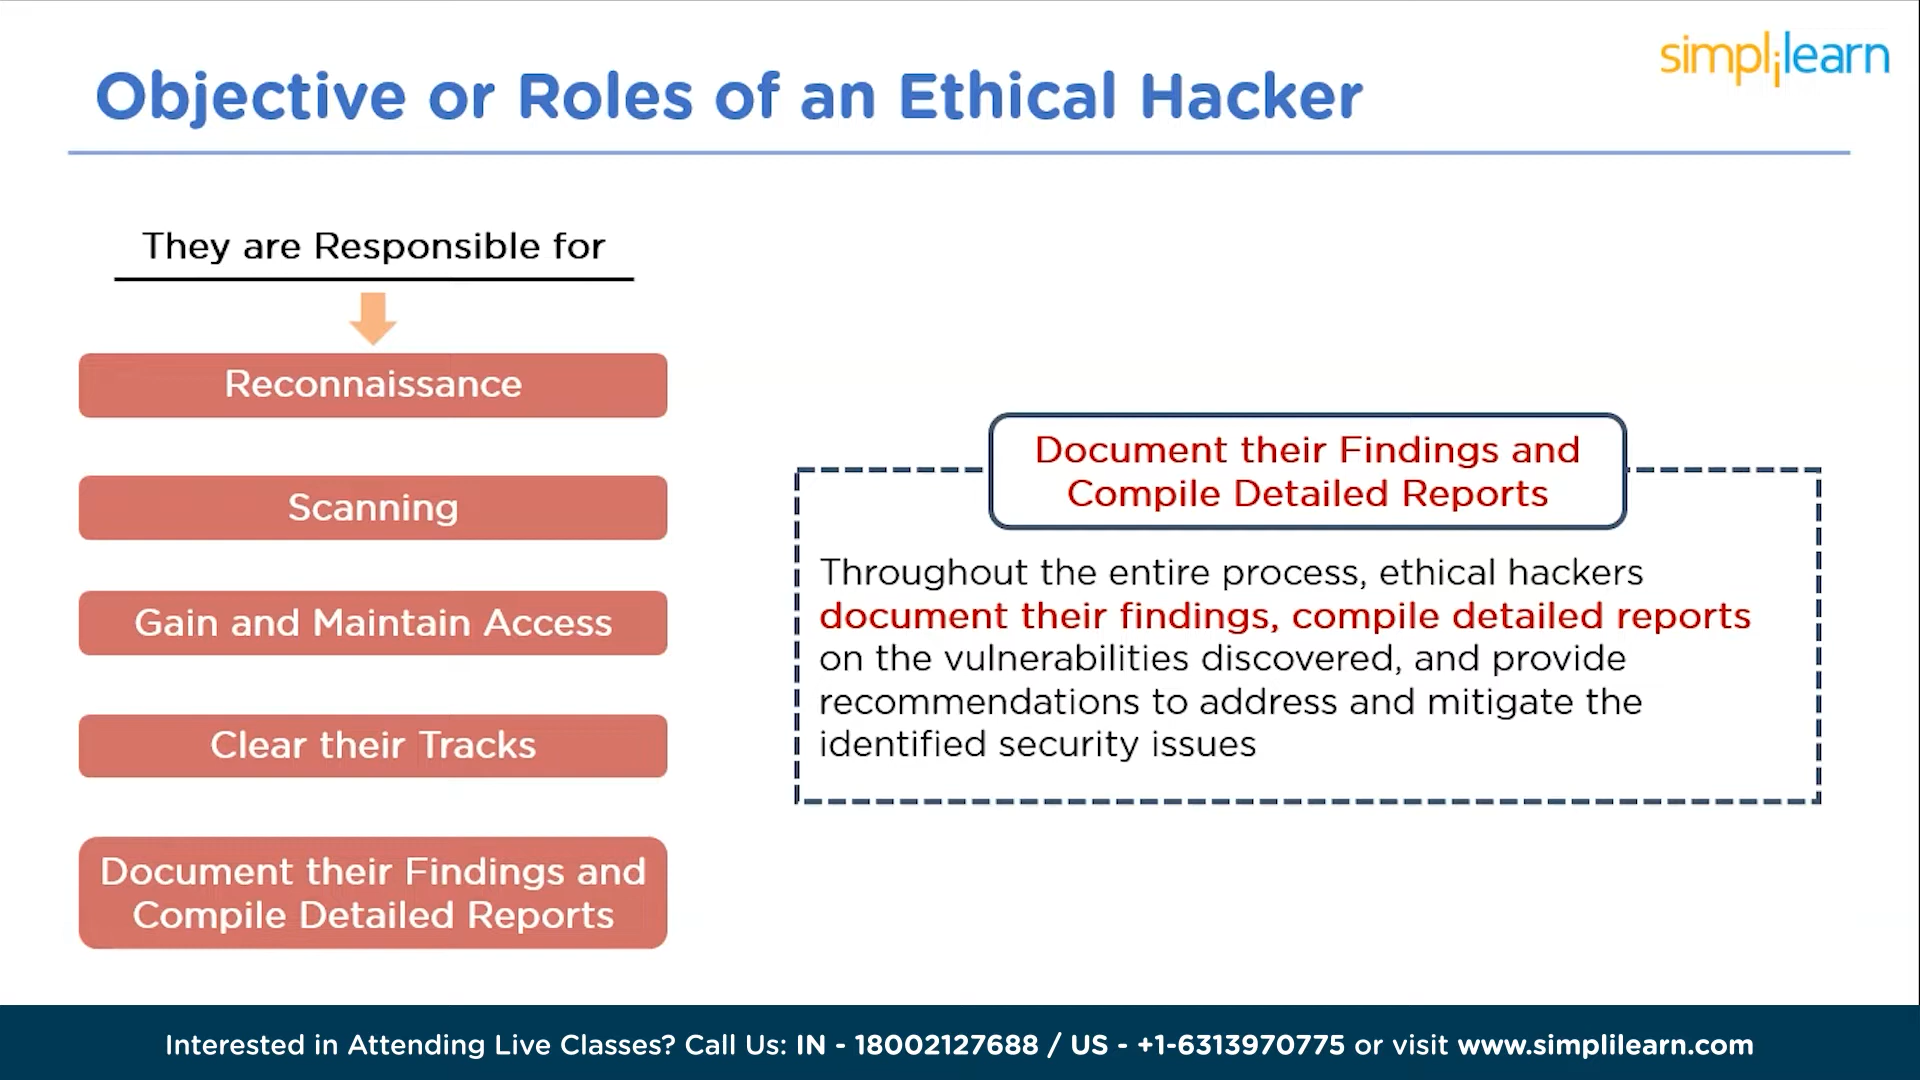 simplilearn
Objective or Roles of an Ethical Hacker
They are Responsible for
Reconnaissance
Scanning
Gain and Maintain Access
Clear their Tracks
Document their Findings and
Compile Detailed Reports
Document their Findings and
Compile Detailed Reports
Throughout the entire process, ethical hackers
document their findings, compile detailed reports
on the vulnerabilities discovered, and provide
recommendations to address and mitigate the
identified security issues
Interested in Attending Live Classes? Call Us: IN - 18002127688 / US - +1-6313970775 or visit www.simplilearn.com